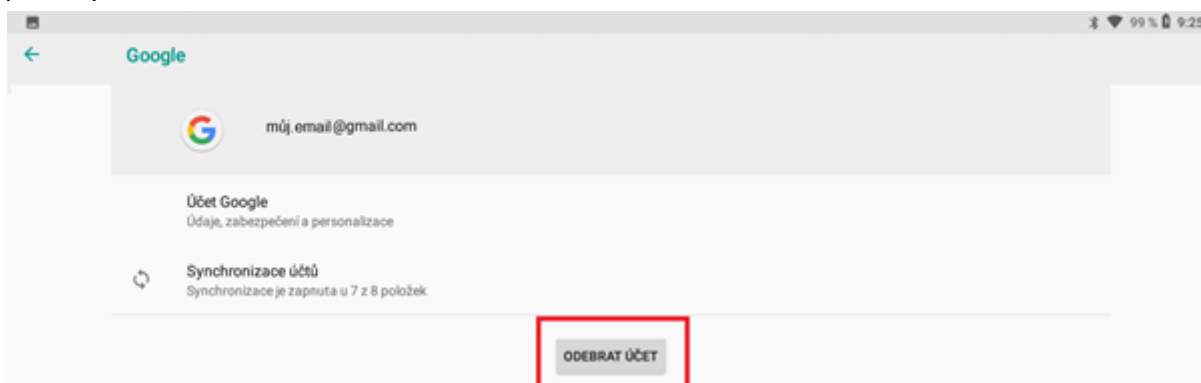 99 % 9:25
Google
můj.email@gmail.com
Účet Google
Údaje, zabezpečení a personalizace
Synchronizace účtů
Synchronizace je zapnuta u 7 z 8 položek
ODEBRAT ÚČET